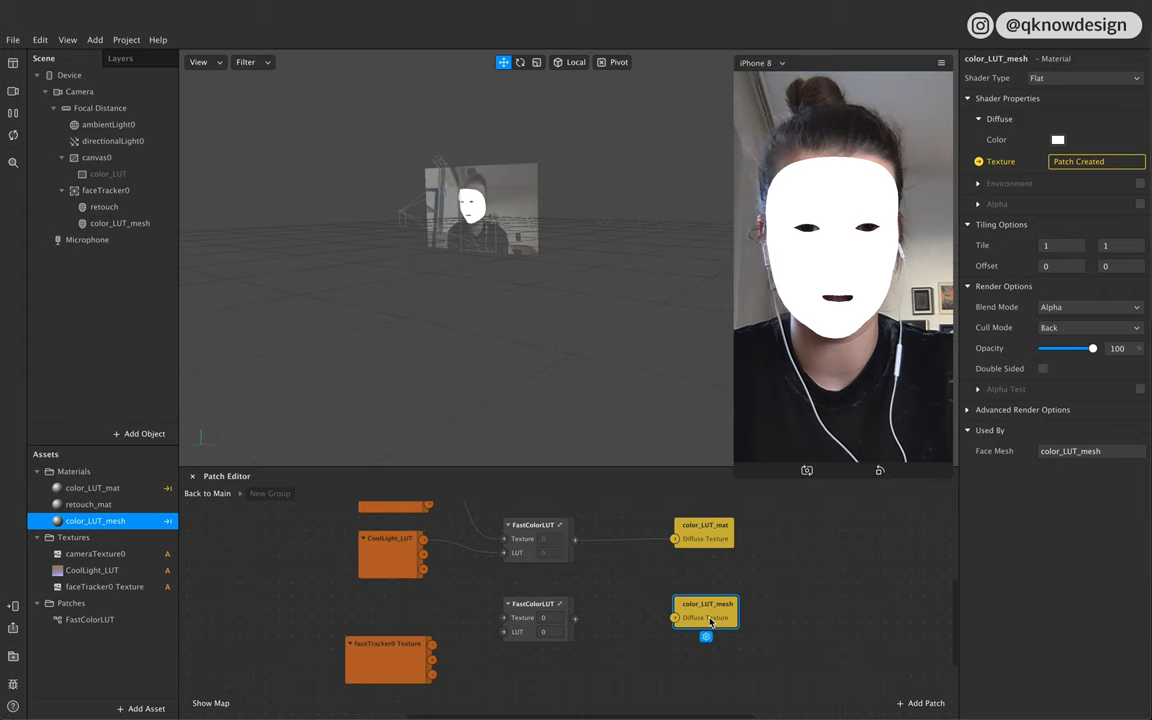 @qknowdesign
File Edit View Add Project Help
Scene Layers
Device
Camera
Focal Distance
ambientLight0
directionalLight0
canvas0
color_LUT
faceTracker0
retouch
color_LUT_mesh
Microphone
+ Add Object
View Filter Local Pivot
iPhone 8
color_LUT_mesh - Material
Shader Type Flat
Shader Properties
Diffuse
Color
Texture Patch Created
Environment
Alpha
Tiling Options
Tile 1 1
Offset 0 0
Render Options
Blend Mode Alpha
Cull Mode Back
Opacity 100 %
Double Sided
Alpha Test
Advanced Render Options
Used By
Face Mesh color_LUT_mesh
Assets
Materials
color_LUT_mat
retouch_mat
color_LUT_mesh
Textures
cameraTexture0 A
CoolLight_LUT A
faceTracker0 Texture A
Patches
FastColorLUT
+ Add Asset
× Patch Editor
Back to Main New Group
CoolLight_LUT
FastColorLUT
Texture 0
LUT 0
color_LUT_mat
Diffuse Texture
FastColorLUT
Texture 0
LUT 0
color_LUT_mesh
Diffuse Texture
faceTracker0 Texture
Show Map
+ Add Patch